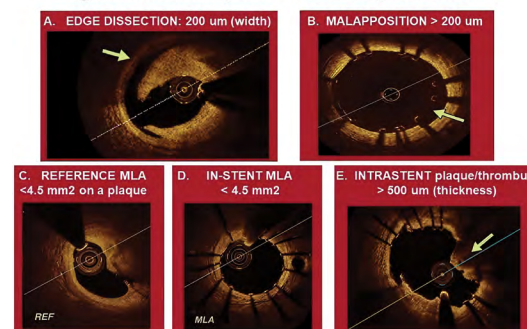 A. EDGE DISSECTION: 200 um (width)
B. MALAPPOSITION > 200 um
C. REFERENCE MLA
<4.5 mm2 on a plaque
D. IN-STENT MLA
< 4.5 mm2
E. INTRASTENT plaque/thrombu
> 500 um (thickness)
REF
MLA